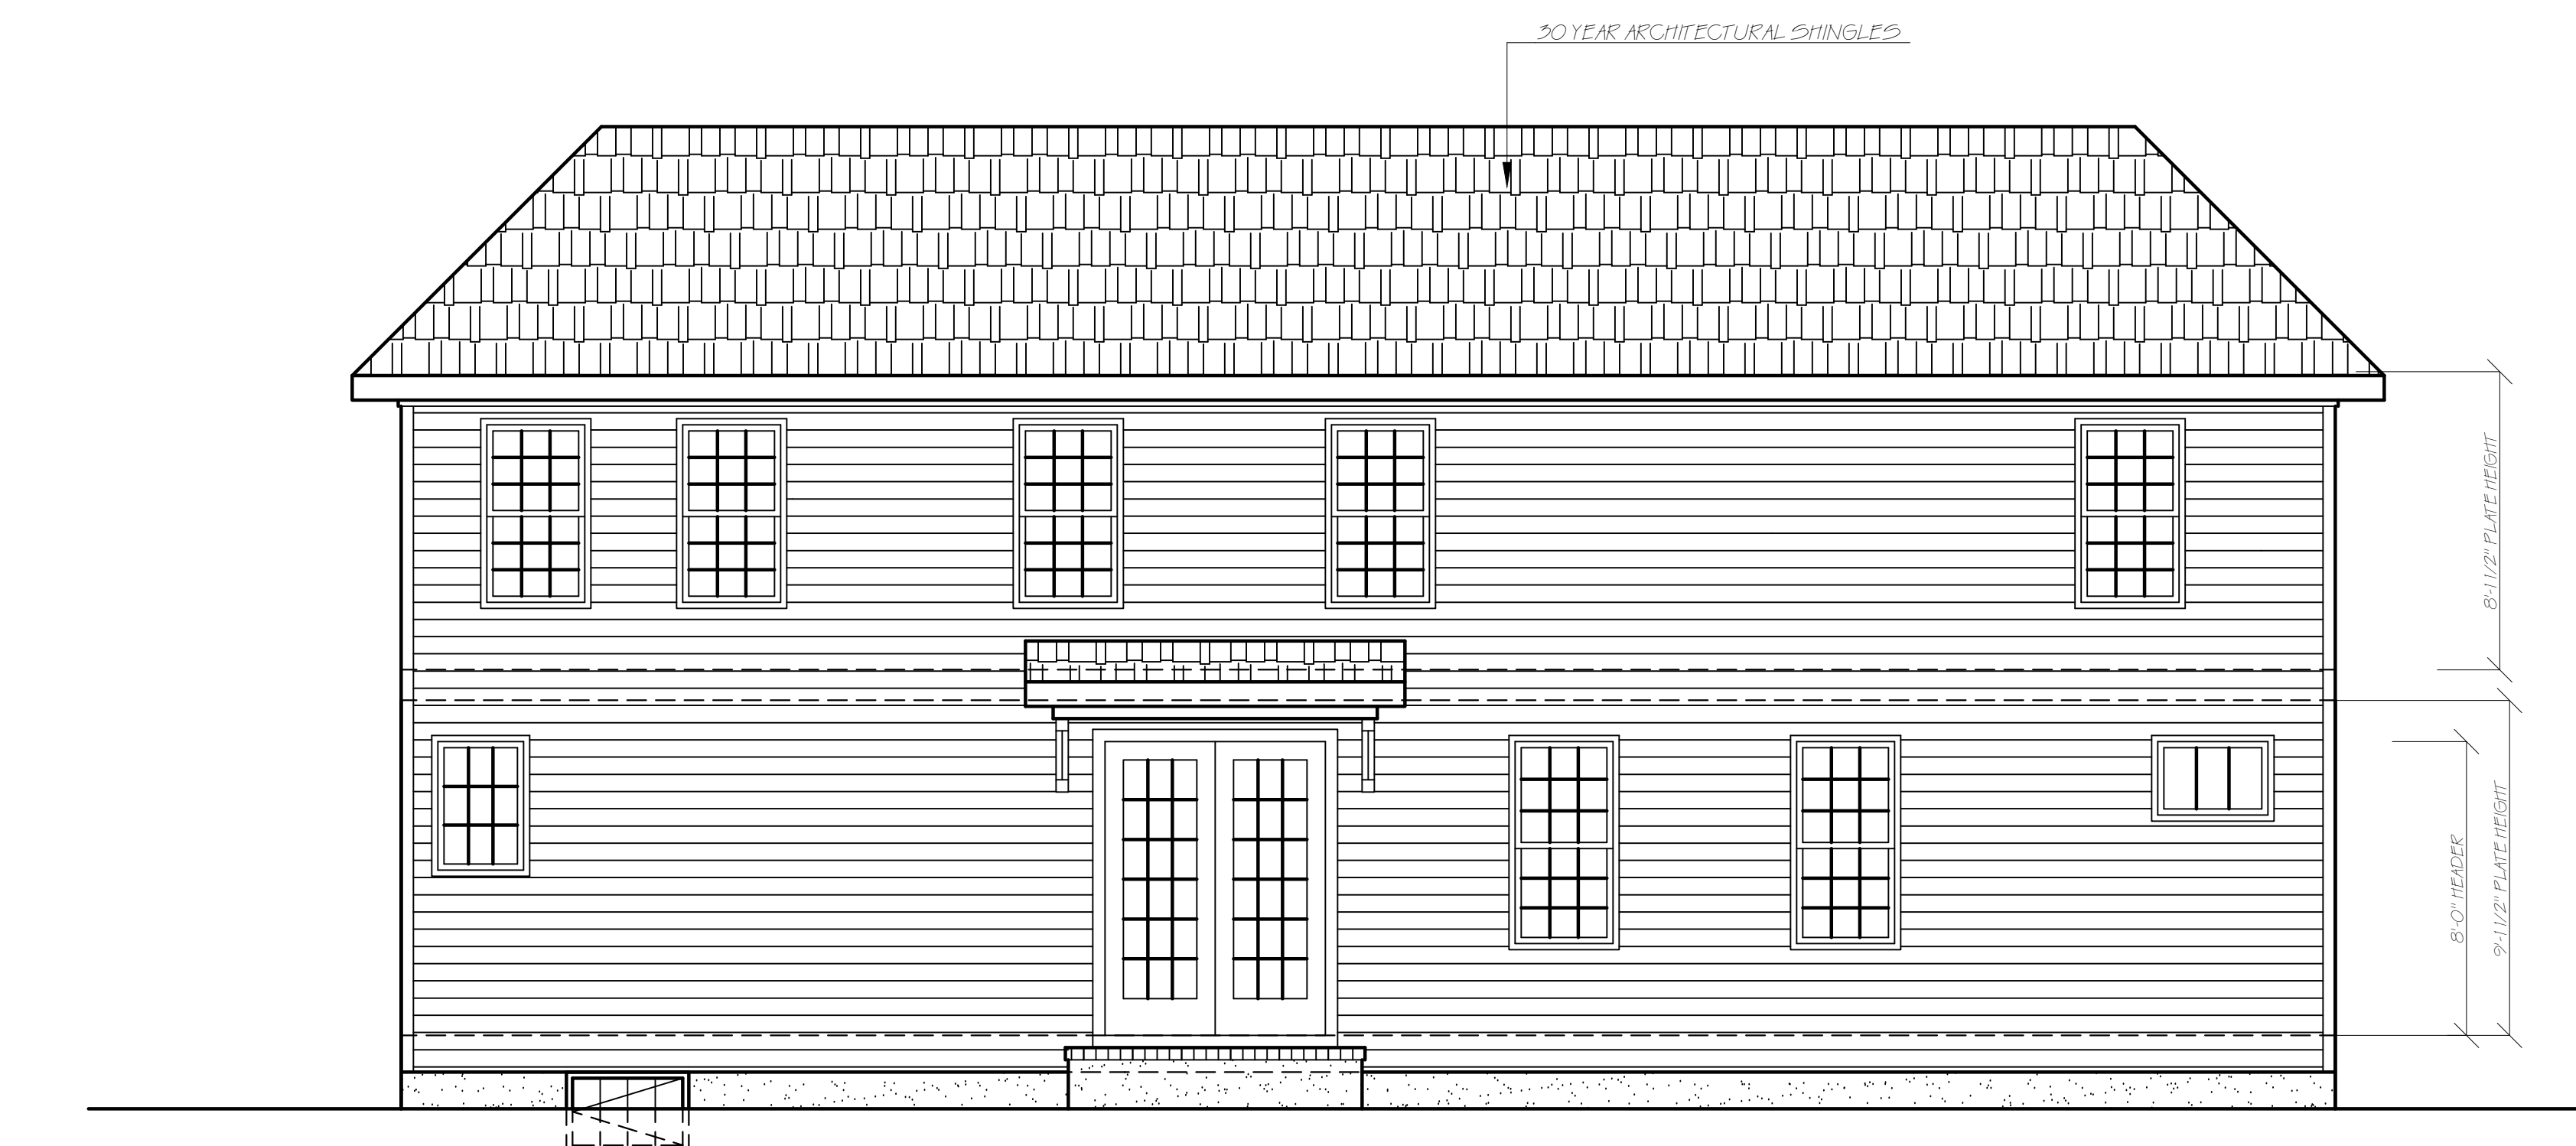 30 YEAR ARCHITECTURAL SHINGLES
8'-1 1/2" PLATE HEIGHT
8'-0" HEADER
9'-1 1/2" PLATE HEIGHT